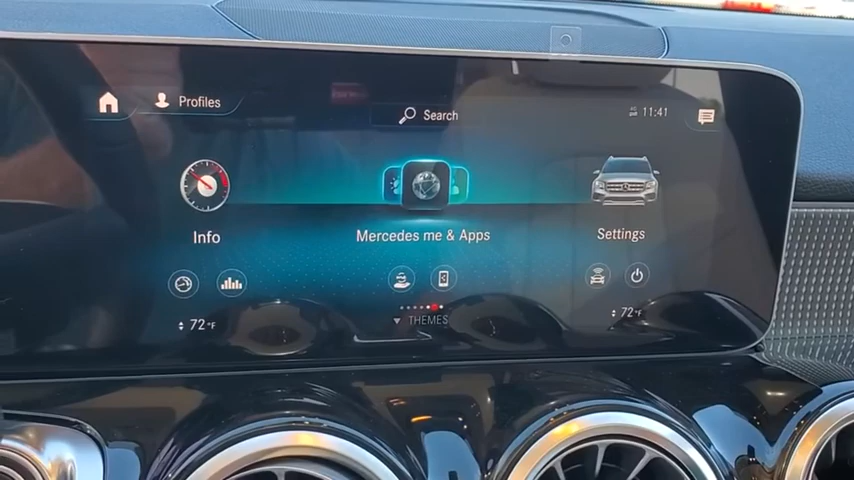 Profiles
Search
11:41
Info
Mercedes me & Apps
Settings
72°F
THEMES
72°F